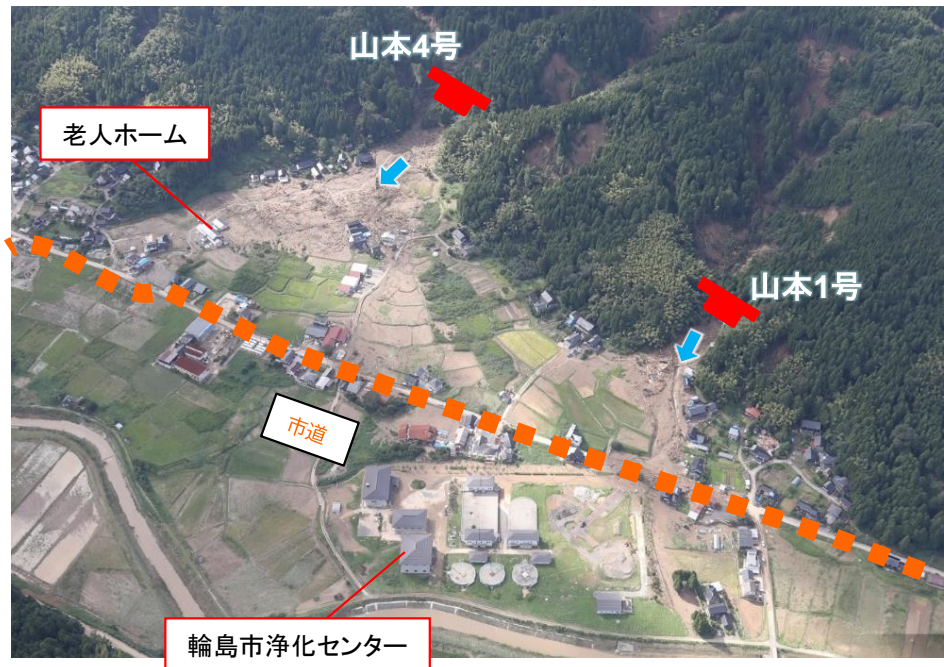 山本4号
老人ホーム
山本1号
市道
輪島市浄化センター